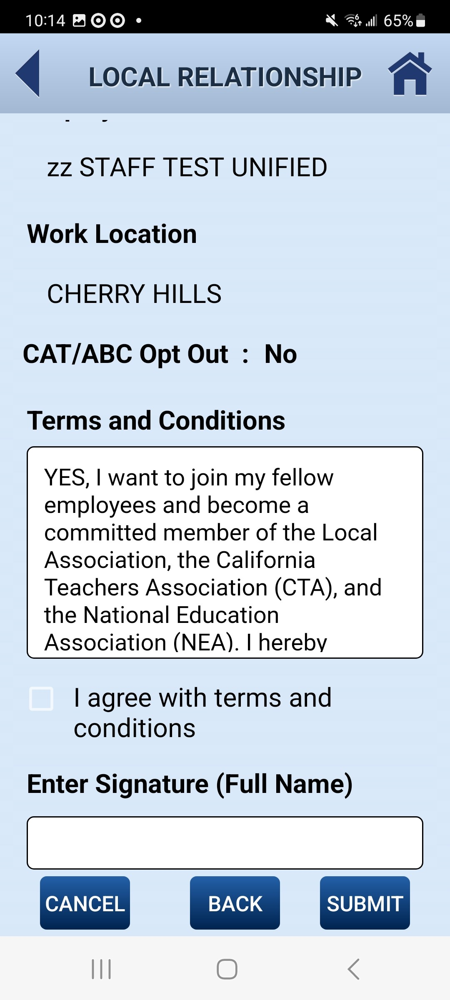 10:14
6
65%
LOCAL RELATIONSHIP
zz STAFF TEST UNIFIED
Work Location
CHERRY HILLS
CAT/ABC Opt Out : No
Terms and Conditions
YES, I want to join my fellow
employees and become a
committed member of the Local
Association, the California
Teachers Association (CTA), and
the National Education
Association (NEA). I hereby
I agree with terms and
conditions
Enter Signature (Full Name)
CANCEL
BACK
SUBMIT